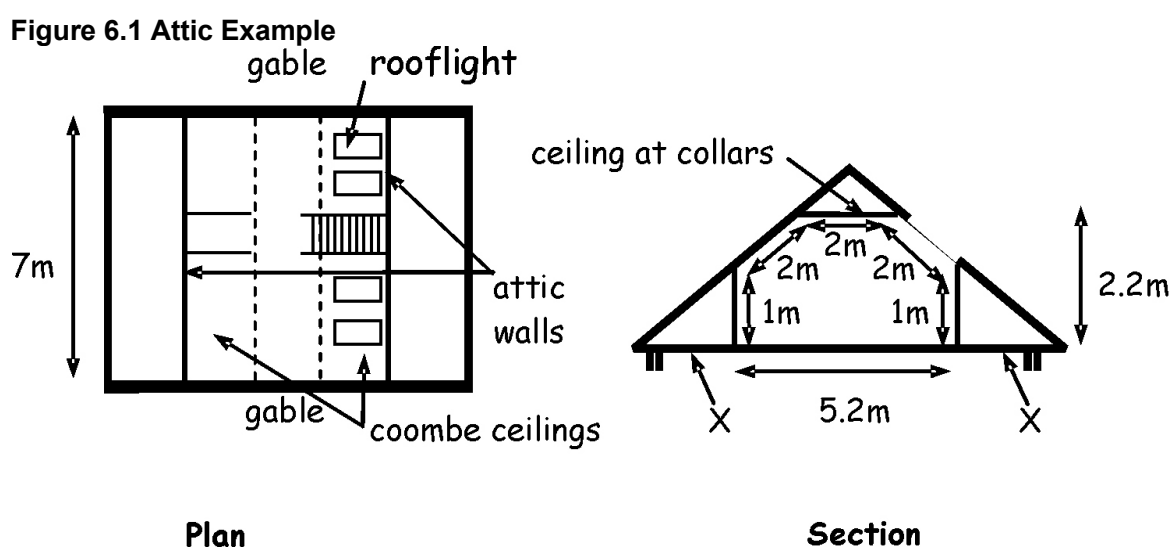 Figure 6.1 Attic Example
gable
rooflight
7m
attic
walls
gable
coombe ceilings
Plan
ceiling at collars
2m
2m
2m
1m
1m
2.2m
5.2m
X
X
Section